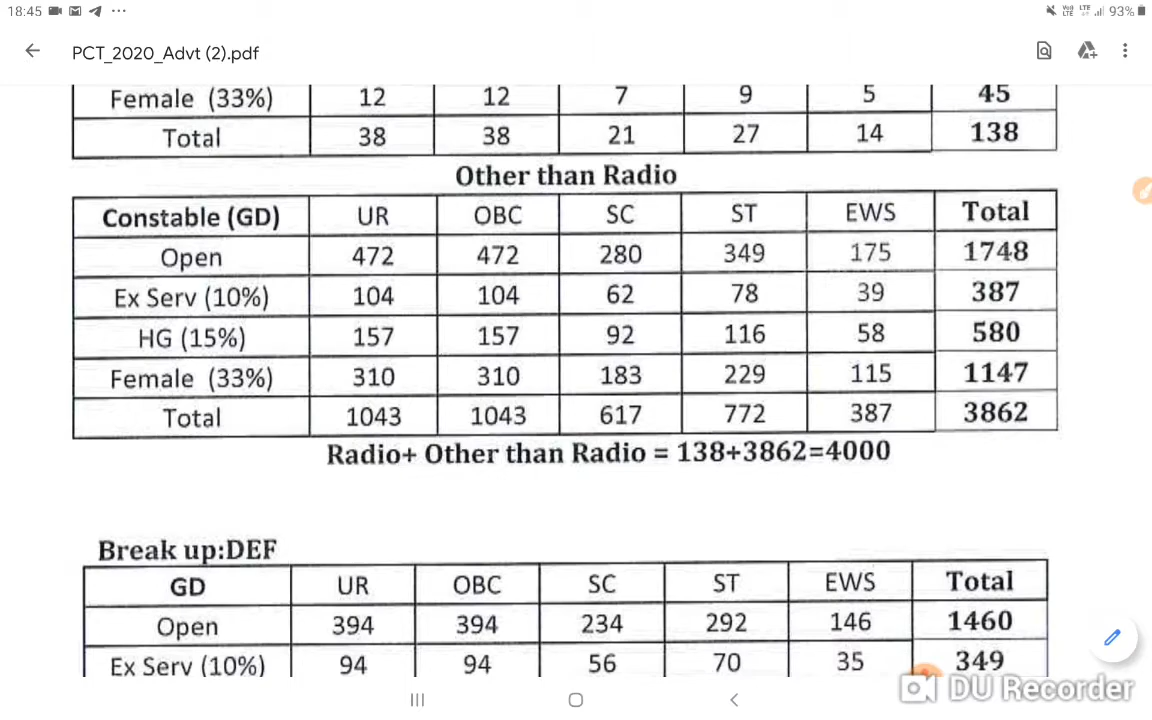 18:45 ... VoD LTE LTE 93%
PCT_2020_Advt (2).pdf
Female (33%) 12 12 7 9 5 45
Total 38 38 21 27 14 138
Other than Radio
Constable (GD) UR OBC SC ST EWS Total
Open 472 472 280 349 175 1748
Ex Serv (10%) 104 104 62 78 39 387
HG (15%) 157 157 92 116 58 580
Female (33%) 310 310 183 229 115 1147
Total 1043 1043 617 772 387 3862
Radio+ Other than Radio = 138+3862=4000
Break up:DEF
GD UR OBC SC ST EWS Total
Open 394 394 234 292 146 1460
Ex Serv (10%) 94 94 56 70 35 349
DU Recorder